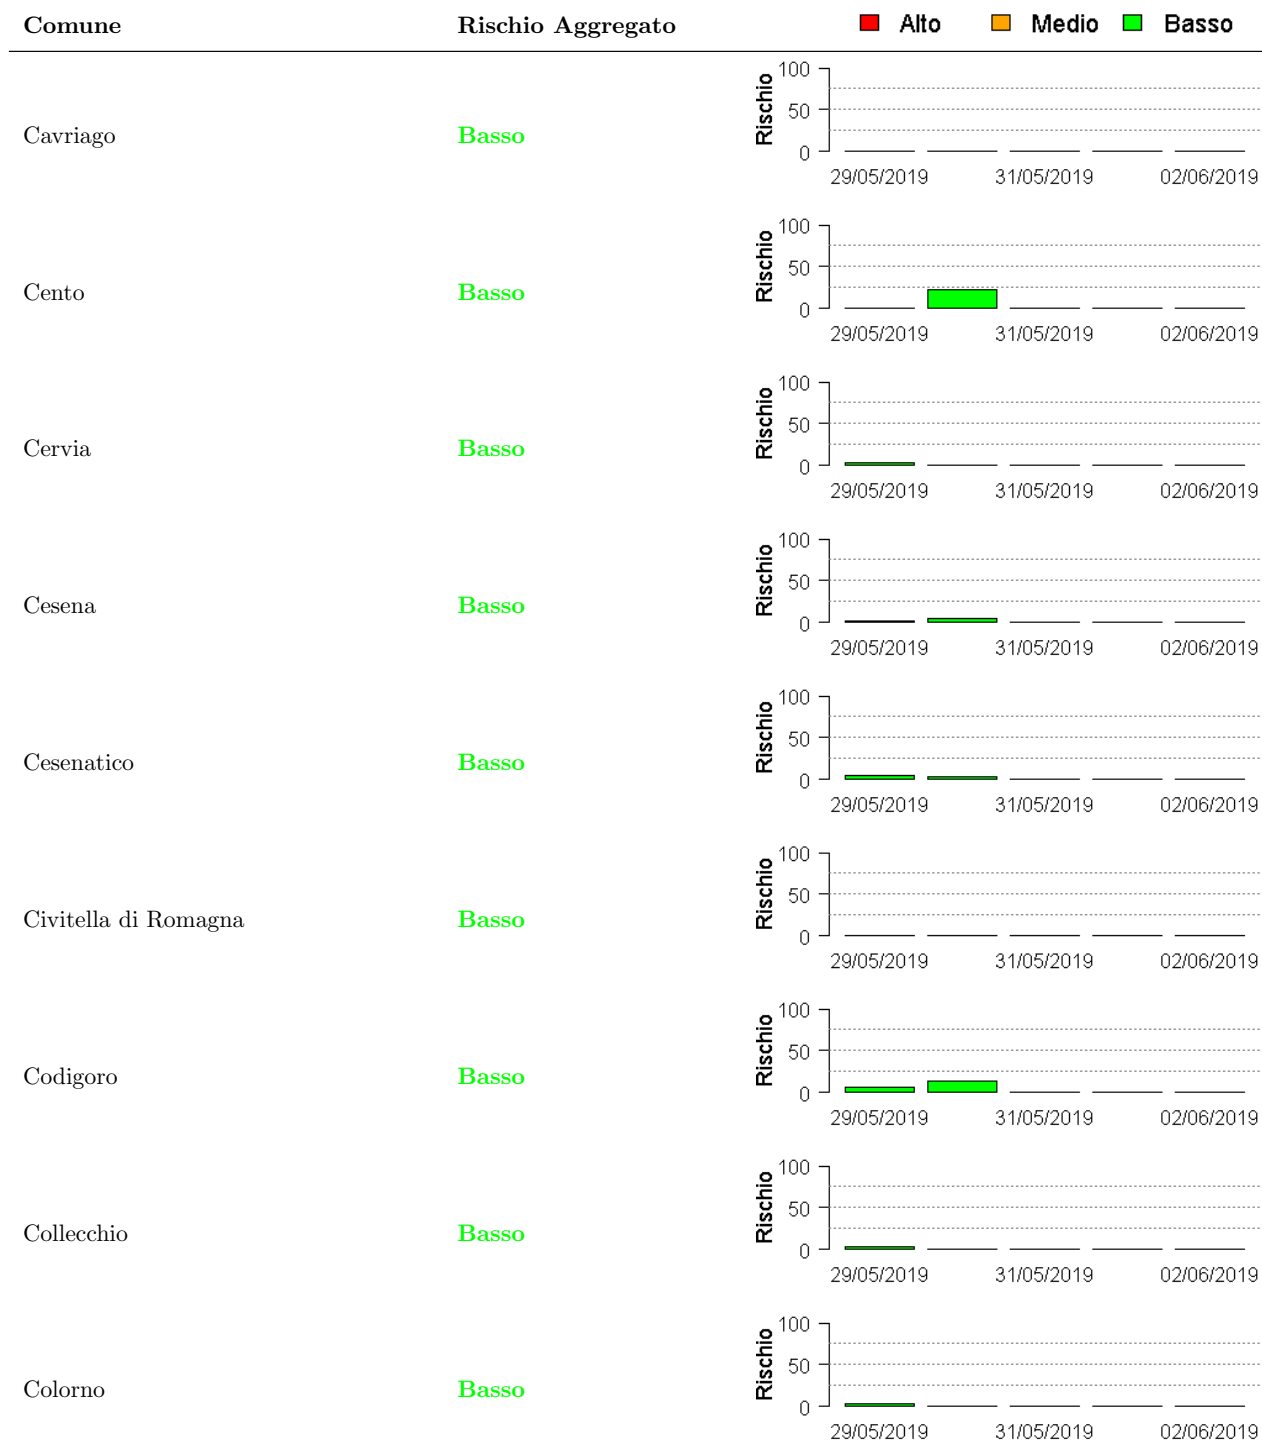 Comune Rischio Aggregato Alto Medio Basso
Cavriago Basso Rischio 100 50 0
29/05/2019 31/05/2019 02/06/2019
Cento Basso Rischio 100 50 0
29/05/2019 31/05/2019 02/06/2019
Cervia Basso Rischio 100 50 0
29/05/2019 31/05/2019 02/06/2019
Cesena Basso Rischio 100 50 0
29/05/2019 31/05/2019 02/06/2019
Cesenatico Basso Rischio 100 50 0
29/05/2019 31/05/2019 02/06/2019
Civitella di Romagna Basso Rischio 100 50 0
29/05/2019 31/05/2019 02/06/2019
Codigoro Basso Rischio 100 50 0
29/05/2019 31/05/2019 02/06/2019
Collecchio Basso Rischio 100 50 0
29/05/2019 31/05/2019 02/06/2019
Colorno Basso Rischio 100 50 0
29/05/2019 31/05/2019 02/06/2019